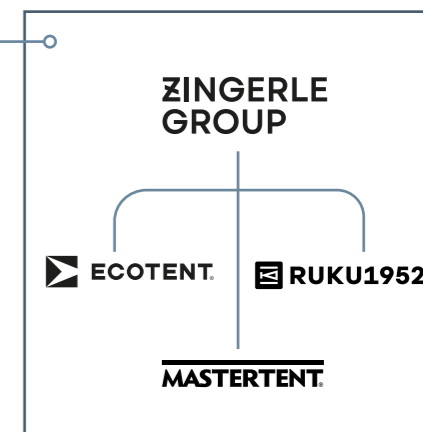 ZINGERLE
GROUP
ECOTENT®
RUKU1952
MASTERTENT®